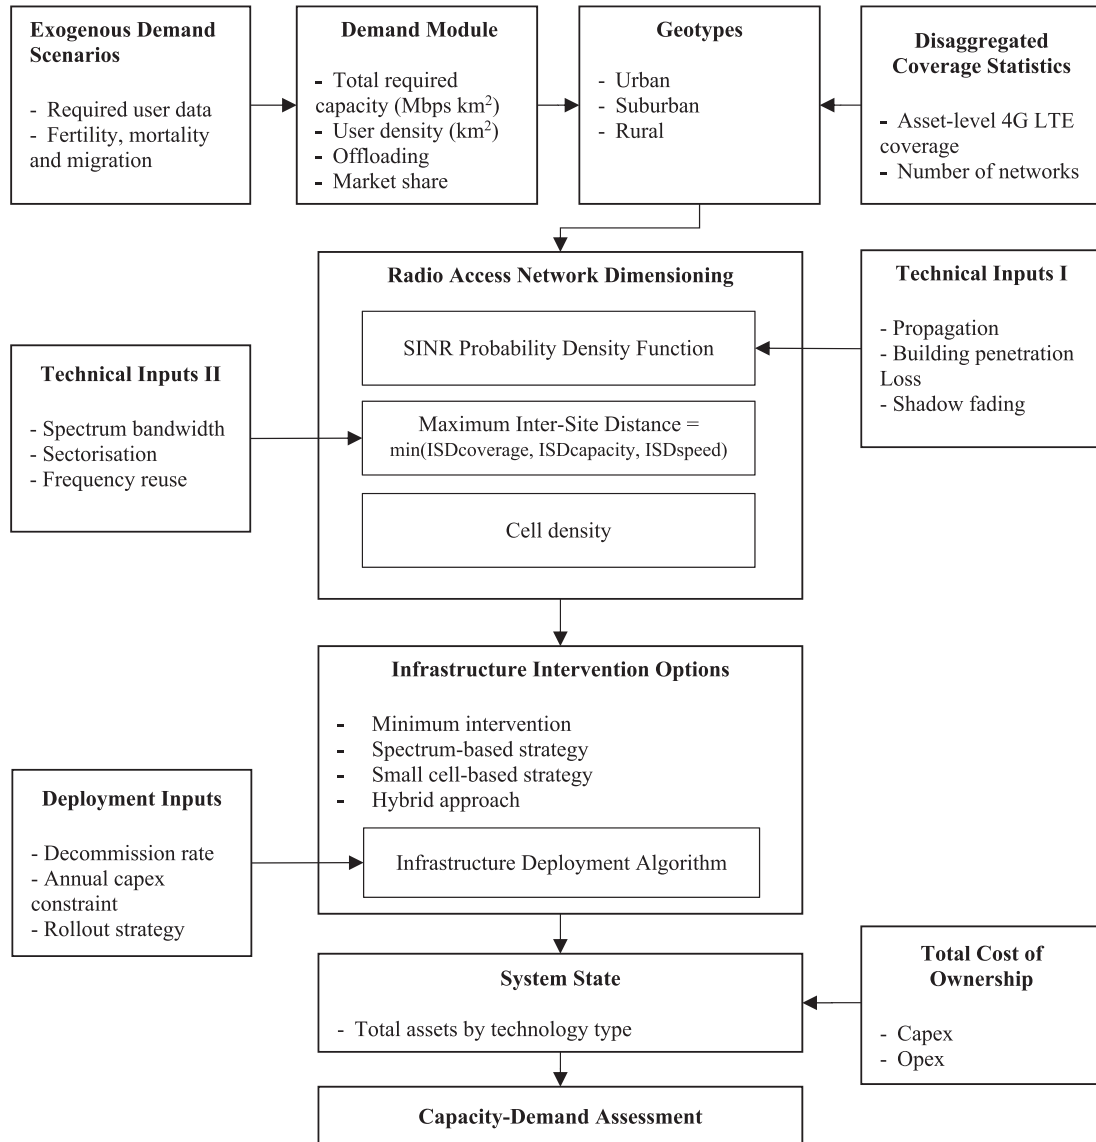 Exogenous Demand
Scenarios
- Required user data
- Fertility, mortality
and migration
Demand Module
- Total required
capacity (Mbps km²)
- User density (km²)
- Offloading
- Market share
Geotypes
- Urban
- Suburban
- Rural
Disaggregated
Coverage Statistics
- Asset-level 4G LTE
coverage
- Number of networks
Radio Access Network Dimensioning
SINR Probability Density Function
Maximum Inter-Site Distance =
min(ISDcoverage, ISDcapacity, ISDspeed)
Cell density
Technical Inputs I
- Propagation
- Building penetration
Loss
- Shadow fading
Technical Inputs II
- Spectrum bandwidth
- Sectorisation
- Frequency reuse
Infrastructure Intervention Options
- Minimum intervention
- Spectrum-based strategy
- Small cell-based strategy
- Hybrid approach
Infrastructure Deployment Algorithm
Deployment Inputs
- Decommission rate
- Annual capex
constraint
- Rollout strategy
System State
- Total assets by technology type
Total Cost of
Ownership
- Capex
- Opex
Capacity-Demand Assessment